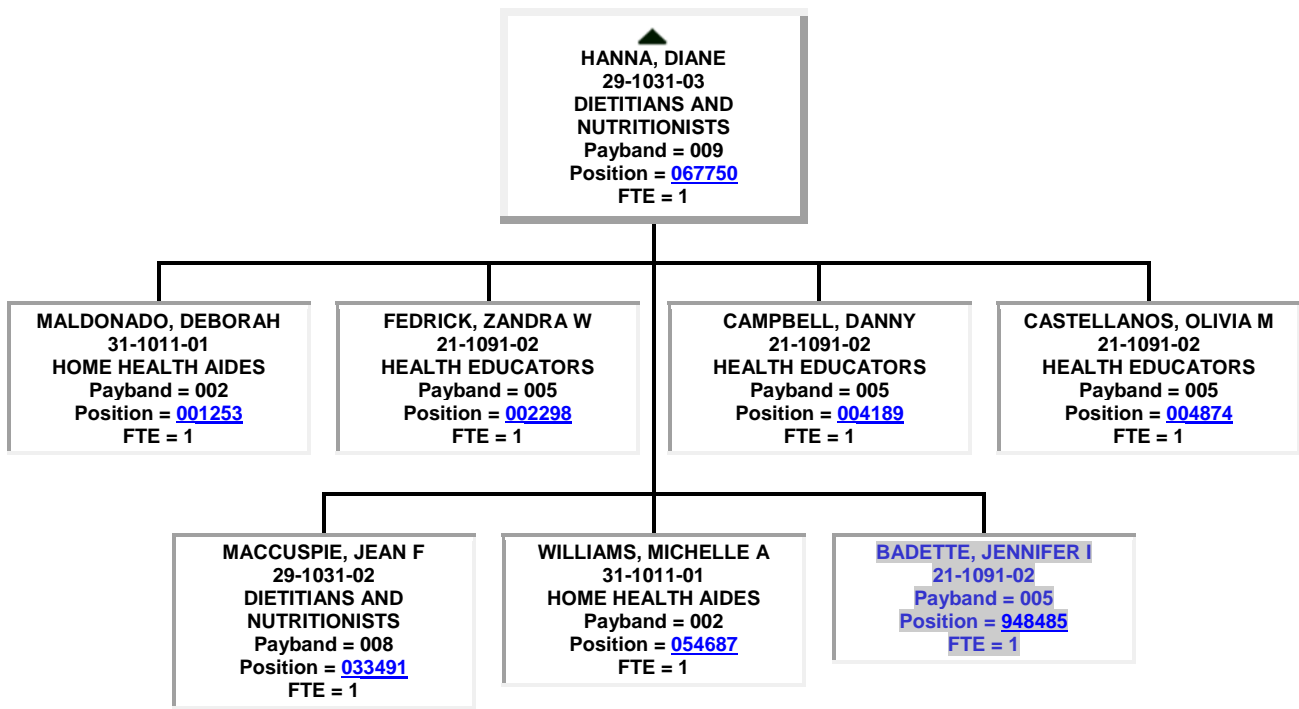 HANNA, DIANE
29-1031-03
DIETITIANS AND
NUTRITIONISTS
Payband = 009
Position = 067750
FTE = 1
MALDONADO, DEBORAH
31-1011-01
HOME HEALTH AIDES
Payband = 002
Position = 001253
FTE = 1
FEDRICK, ZANDRA W
21-1091-02
HEALTH EDUCATORS
Payband = 005
Position = 002298
FTE = 1
CAMPBELL, DANNY
21-1091-02
HEALTH EDUCATORS
Payband = 005
Position = 004189
FTE = 1
CASTELLANOS, OLIVIA M
21-1091-02
HEALTH EDUCATORS
Payband = 005
Position = 004874
FTE = 1
MACCUSPIE, JEAN F
29-1031-02
DIETITIANS AND
NUTRITIONISTS
Payband = 008
Position = 033491
FTE = 1
WILLIAMS, MICHELLE A
31-1011-01
HOME HEALTH AIDES
Payband = 002
Position = 054687
FTE = 1
BADETTE, JENNIFER I
21-1091-02
Payband = 005
Position = 948485
FTE = 1